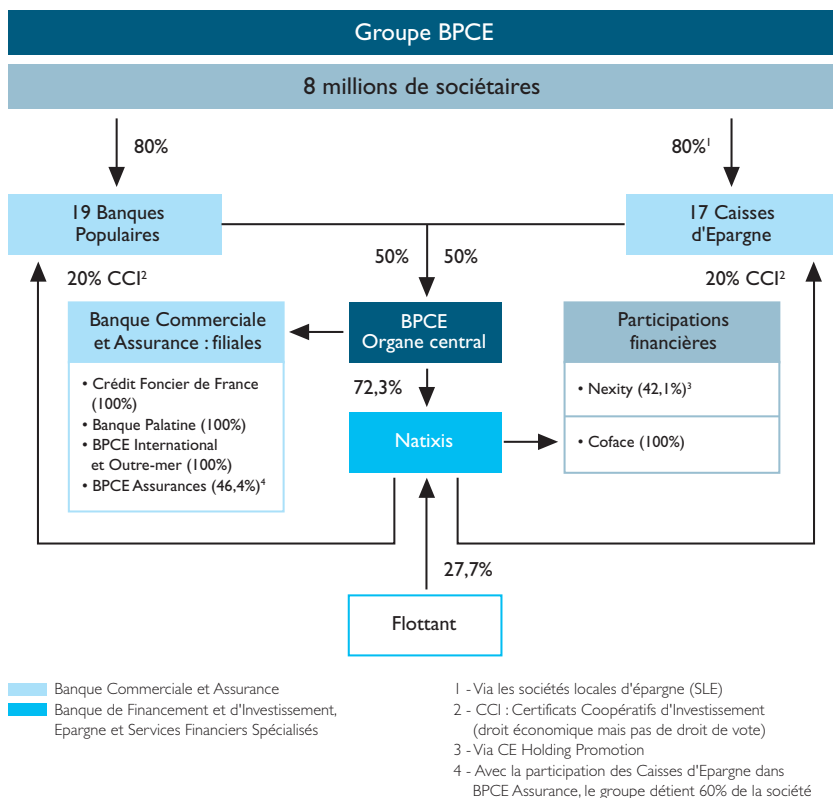 Groupe BPCE
8 millions de sociétaires
80%
80%¹
19 Banques
Populaires
17 Caisses
d'Epargne
50%
50%
20% CCI²
20% CCI²
Banque Commerciale
et Assurance : filiales
• Crédit Foncier de France
(100%)
• Banque Palatine (100%)
• BPCE International
et Outre-mer (100%)
• BPCE Assurances (46,4%)⁴
BPCE
Organe central
72,3%
Natixis
Participations
financières
• Nexity (42,1%)³
• Coface (100%)
27,7%
Flottant
Banque Commerciale et Assurance
Banque de Financement et d'Investissement,
Epargne et Services Financiers Spécialisés
1 - Via les sociétés locales d'épargne (SLE)
2 - CCI : Certificats Coopératifs d'Investissement
(droit économique mais pas de droit de vote)
3 - Via CE Holding Promotion
4 - Avec la participation des Caisses d'Epargne dans
BPCE Assurance, le groupe détient 60% de la société